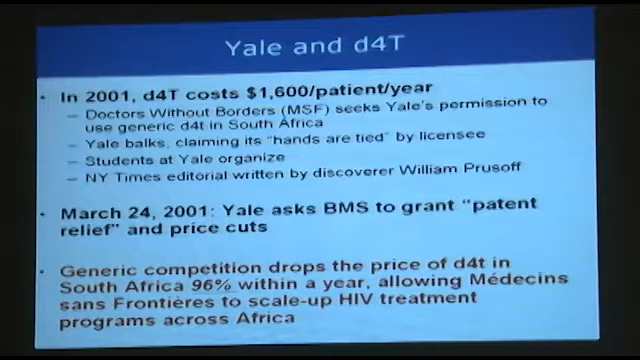 Yale and d4T
• In 2001, d4T costs $1,600/patient/year
– Doctors Without Borders (MSF) seeks Yale's permission to
use generic d4t in South Africa
– Yale balks, claiming its "hands are tied" by licensee
– Students at Yale organize
– NY Times editorial written by discoverer William Prusoff
• March 24, 2001: Yale asks BMS to grant "patent
relief" and price cuts
• Generic competition drops the price of d4t in
South Africa 96% within a year, allowing Médecins
sans Frontières to scale-up HIV treatment
programs across Africa